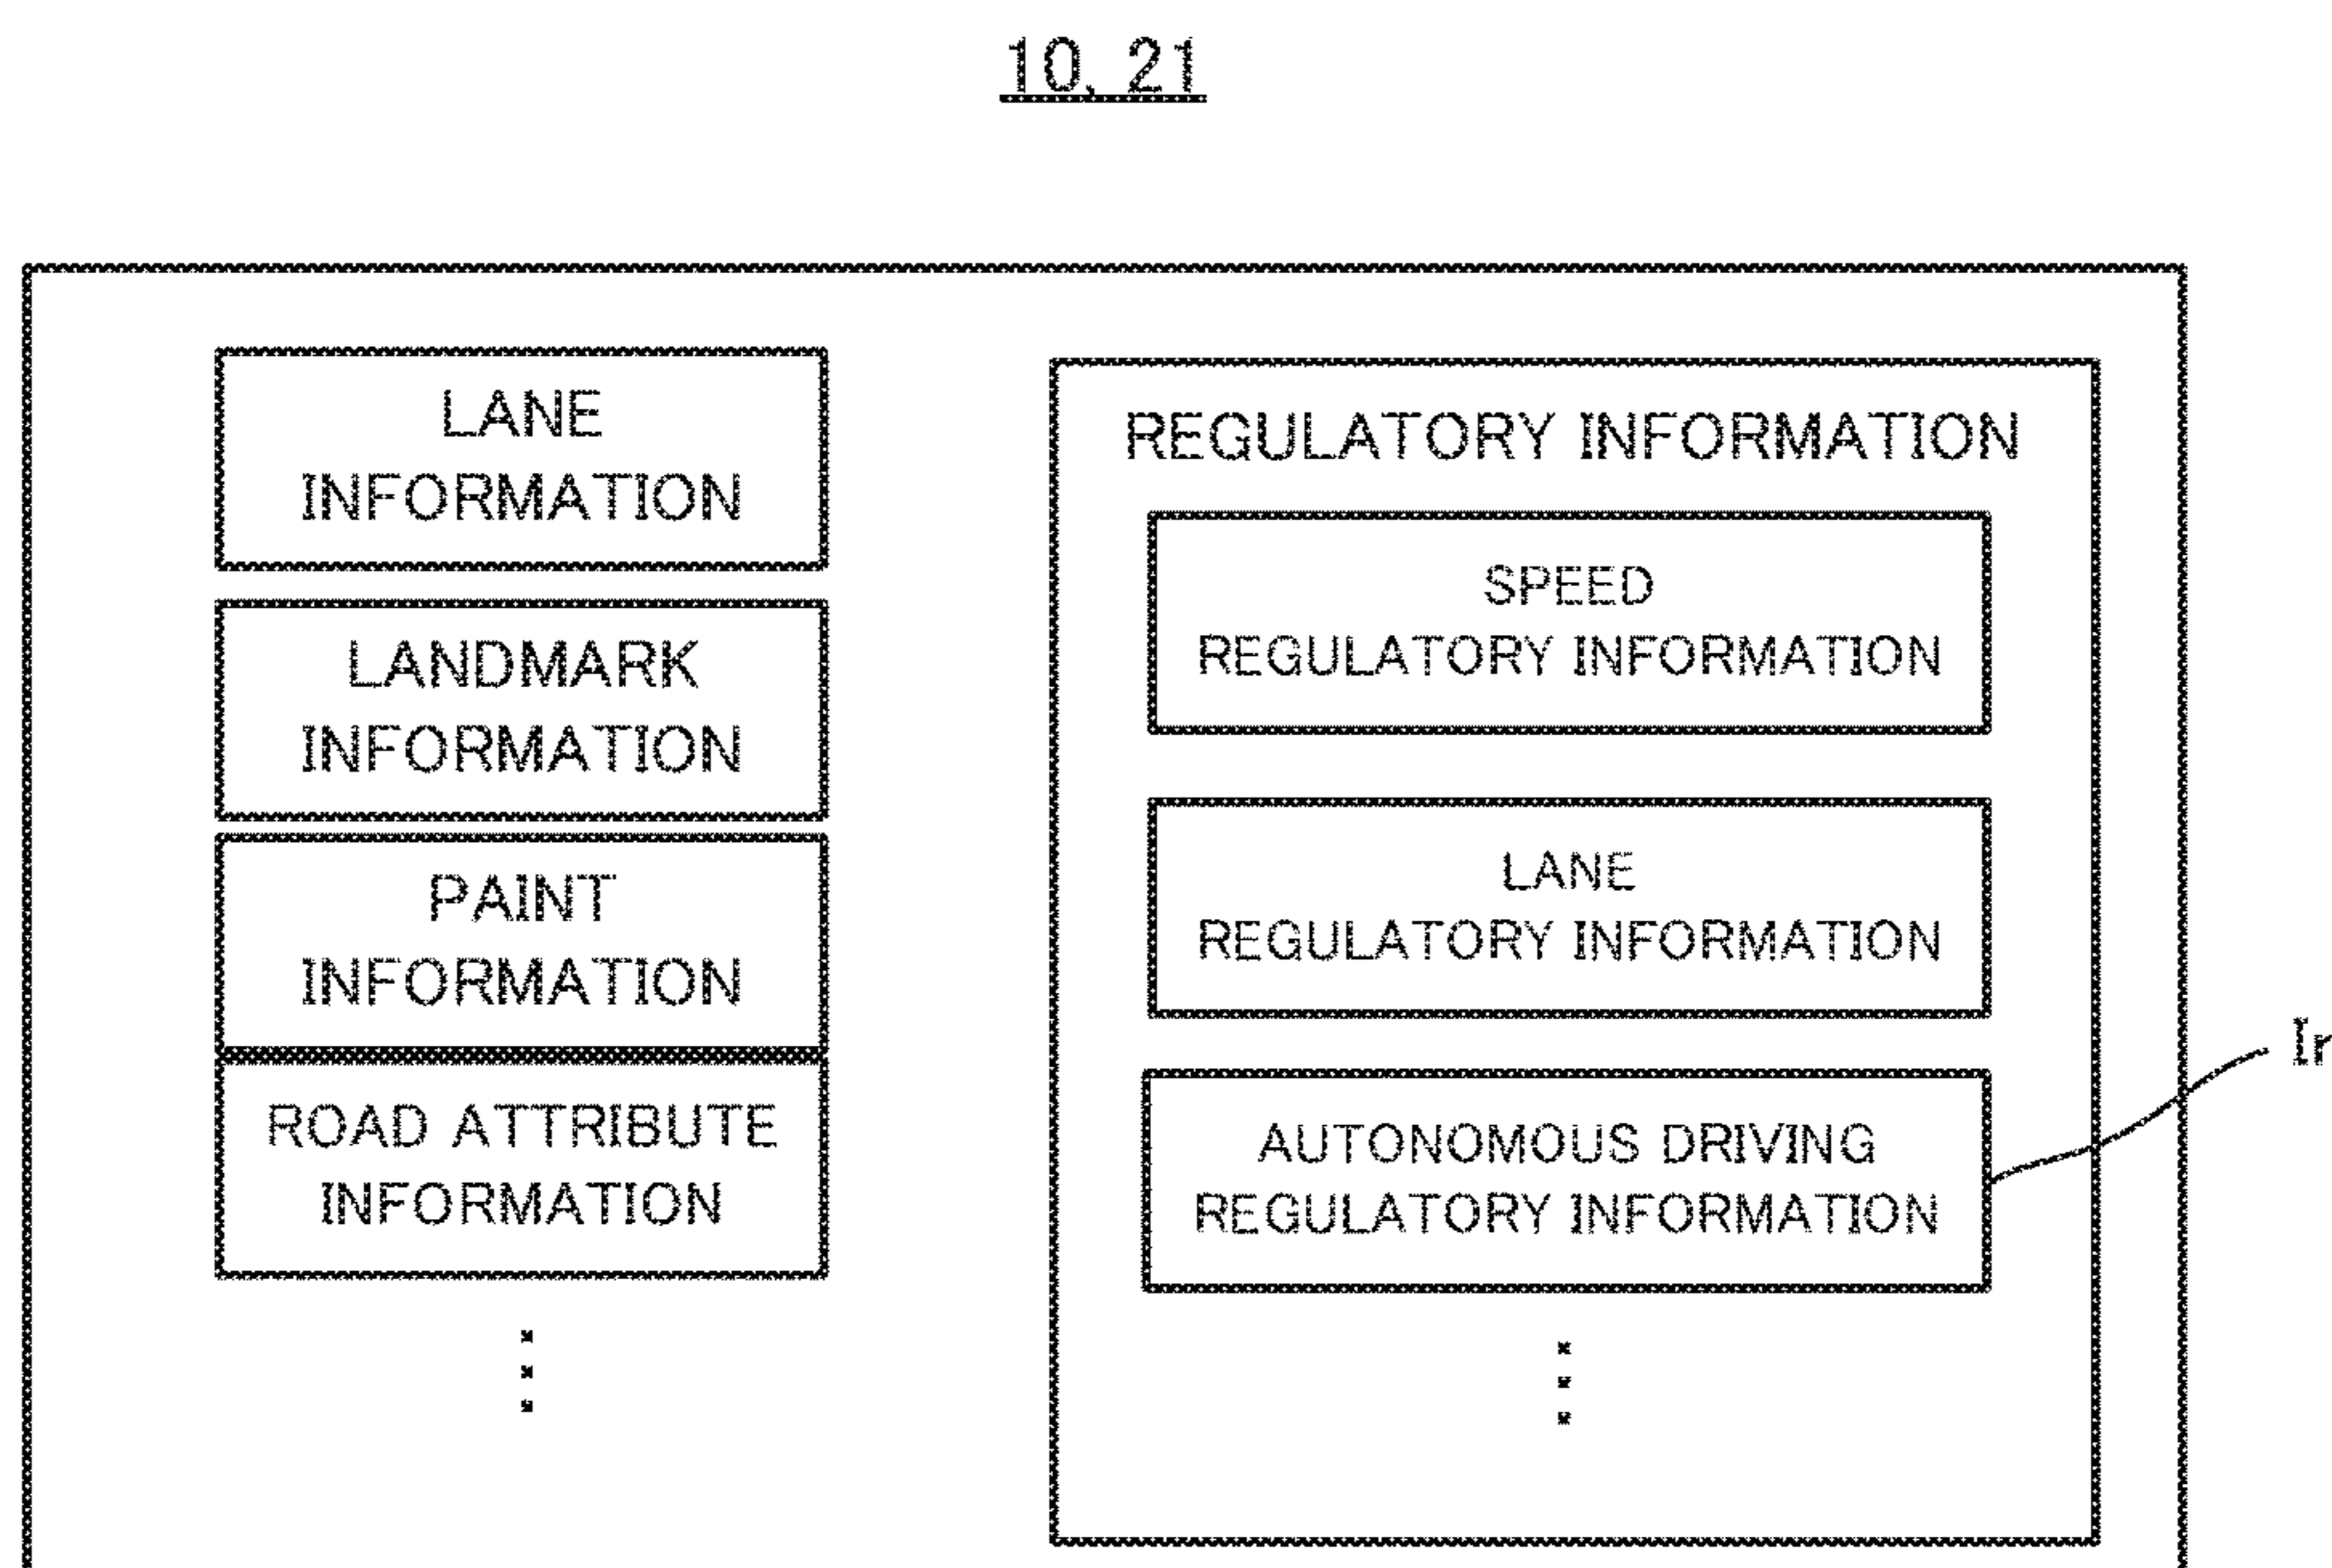 10, 21
LANE
INFORMATION
LANDMARK
INFORMATION
PAINT
INFORMATION
ROAD ATTRIBUTE
INFORMATION
REGULATORY INFORMATION
SPEED
REGULATORY INFORMATION
LANE
REGULATORY INFORMATION
AUTONOMOUS DRIVING
REGULATORY INFORMATION
Ir